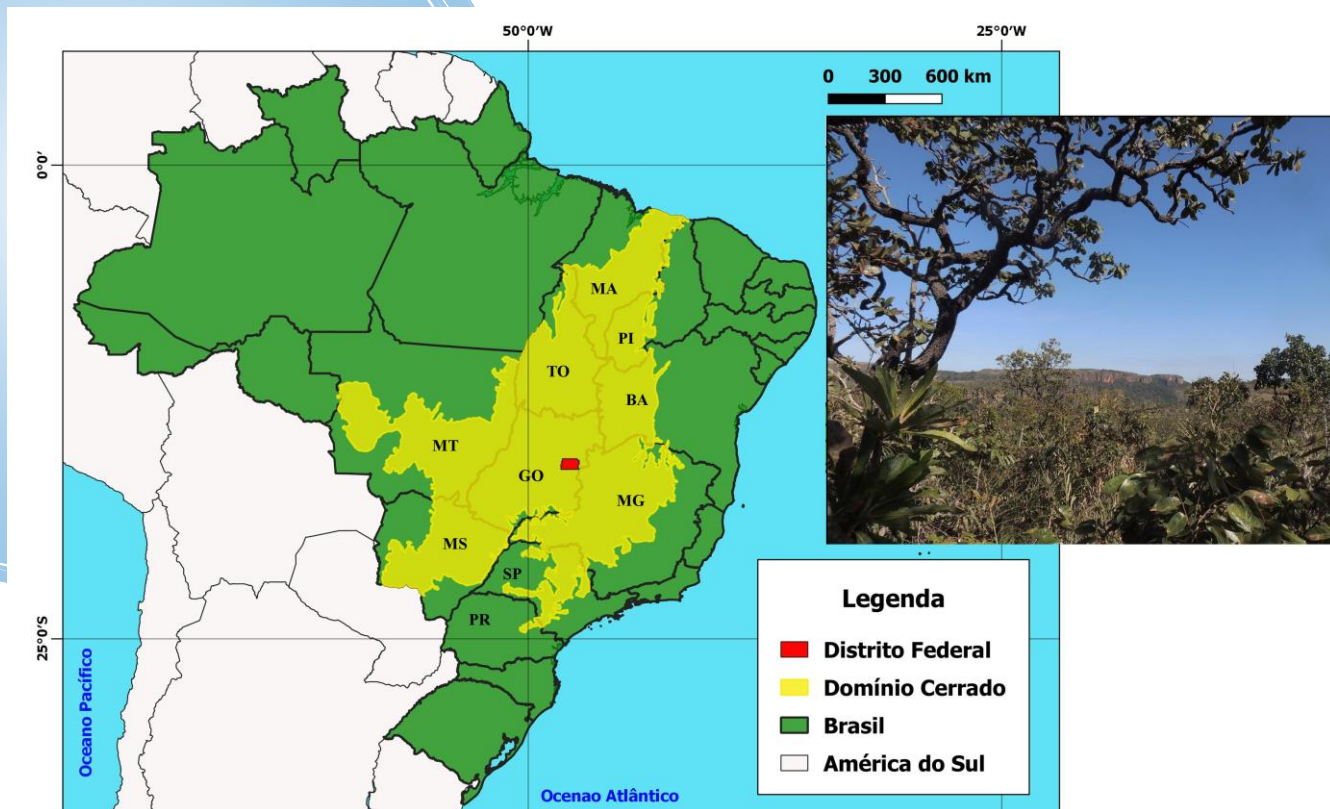 50°0′W
25°0′W
0 300 600 km
0°0′
MA
PI
TO
BA
MT
GO
MG
MS
SP
PR
25°0′S
Oceano Pacífico
Ocenao Atlântico
Legenda
Distrito Federal
Domínio Cerrado
Brasil
América do Sul